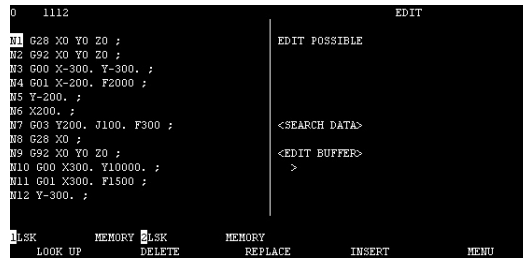 O 1112 EDIT
N1 G28 X0 Y0 Z0 ; EDIT POSSIBLE
N2 G92 X0 Y0 Z0 ;
N3 G00 X-300. Y-300. ;
N4 G01 X-200. F2000 ;
N5 Y-200. ;
N6 X200. ;
N7 G03 Y200. J100. F300 ; <SEARCH DATA>
N8 G28 X0 ;
N9 G92 X0 Y0 Z0 ; <EDIT BUFFER>
N10 G00 X300. Y10000. ; >
N11 G01 X300. F1500 ;
N12 Y-300. ;
1LSK MEMORY 2LSK MEMORY
LOOK UP DELETE REPLACE INSERT MENU